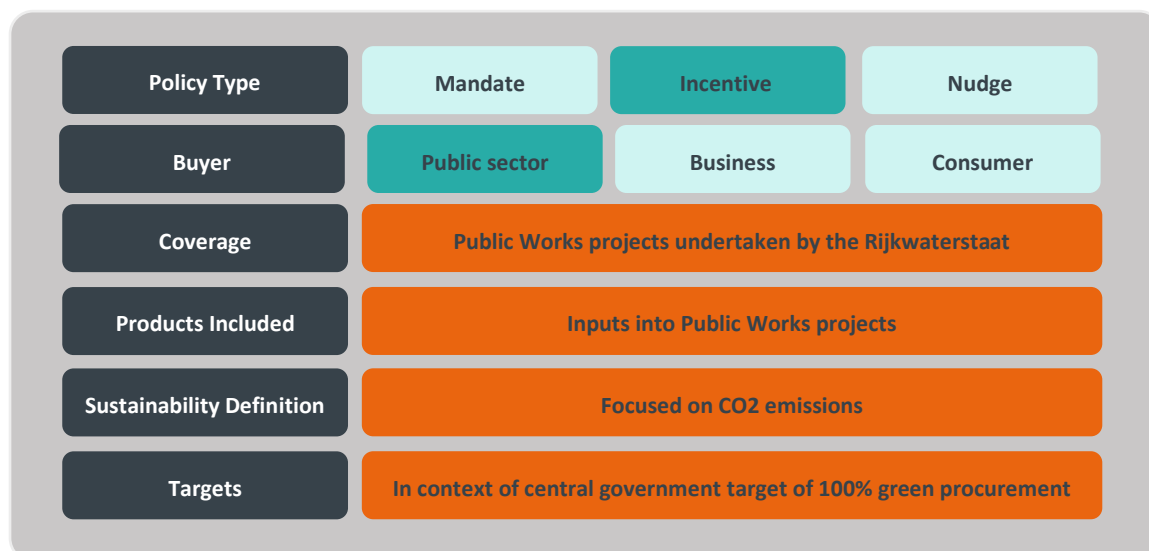 Policy Type Mandate Incentive Nudge
Buyer Public sector Business Consumer
Coverage Public Works projects undertaken by the Rijkwaterstaat
Products Included Inputs into Public Works projects
Sustainability Definition Focused on CO2 emissions
Targets In context of central government target of 100% green procurement